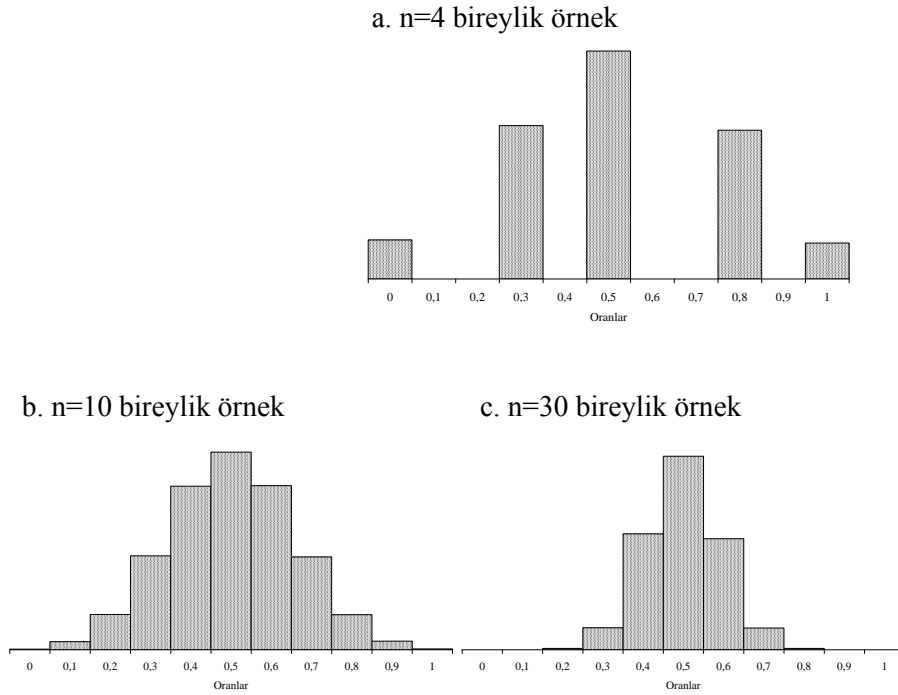 a. n=4 bireylik örnek
0 0,1 0,2 0,3 0,4 0,5 0,6 0,7 0,8 0,9 1
Oranlar
b. n=10 bireylik örnek
0 0,1 0,2 0,3 0,4 0,5 0,6 0,7 0,8 0,9 1
Oranlar
c. n=30 bireylik örnek
0 0,1 0,2 0,3 0,4 0,5 0,6 0,7 0,8 0,9 1
Oranlar